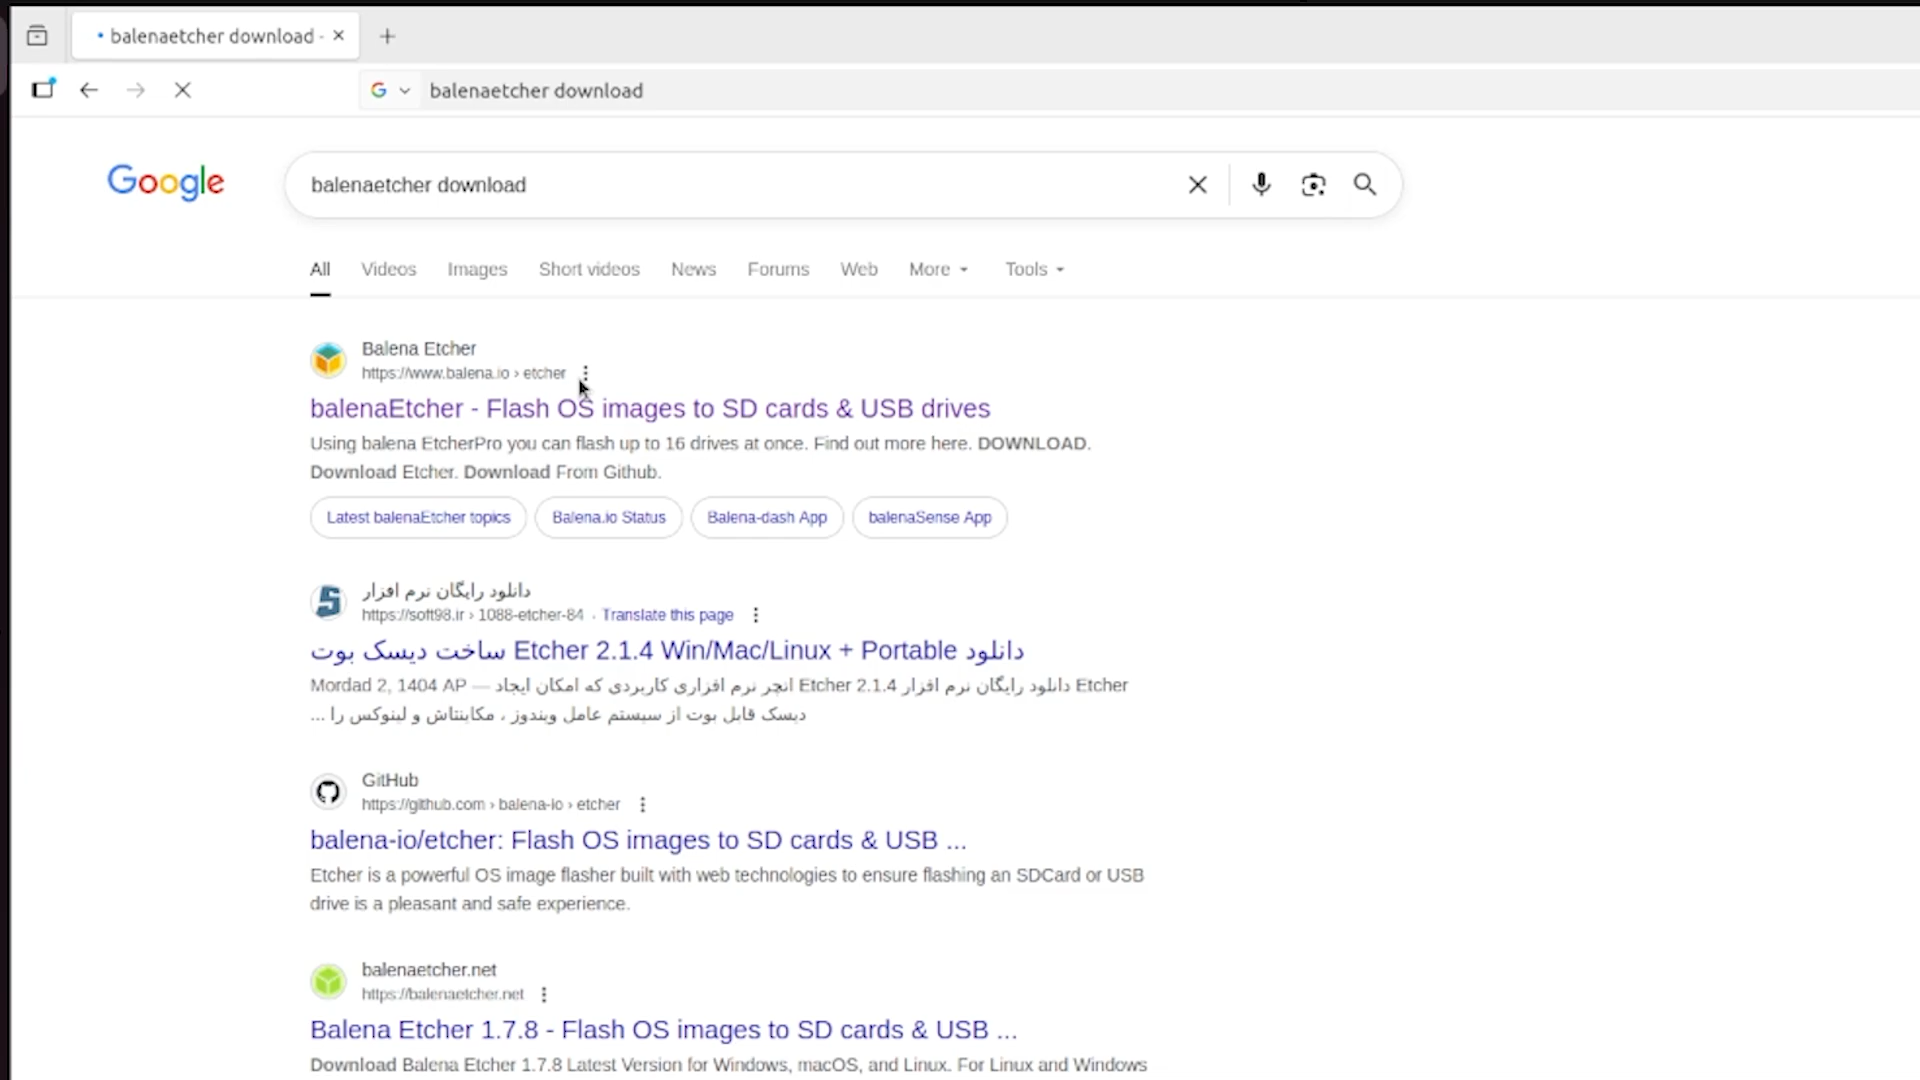 balenaetcher download -
balenaetcher download
Google
balenaetcher download
All Videos Images Short videos News Forums Web More Tools
Balena Etcher
https://www.balena.io › etcher
balenaEtcher - Flash OS images to SD cards & USB drives
Using balena EtcherPro you can flash up to 16 drives at once. Find out more here. DOWNLOAD.
Download Etcher. Download From Github.
Latest balenaEtcher topics Balena.io Status Balena-dash App balenaSense App
دانلود رایگان نرم افزار
https://soft98.ir › 1088-etcher-84 · Translate this page
دانلود Etcher 2.1.4 Win/Mac/Linux + Portable ساخت دیسک بوت
Mordad 2, 1404 AP — Etcher دانلود رایگان نرم افزار Etcher 2.1.4 اتچر نرم افزاری کاربردی که امکان ایجاد
دیسک قابل بوت از سیستم عامل ویندوز ، مکابنتاش و لینوکس را ...
GitHub
https://github.com › balena-io › etcher
balena-io/etcher: Flash OS images to SD cards & USB ...
Etcher is a powerful OS image flasher built with web technologies to ensure flashing an SDCard or USB
drive is a pleasant and safe experience.
balenaetcher.net
https://balenaetcher.net
Balena Etcher 1.7.8 - Flash OS images to SD cards & USB ...
Download Balena Etcher 1.7.8 Latest Version for Windows, macOS, and Linux. For Linux and Windows